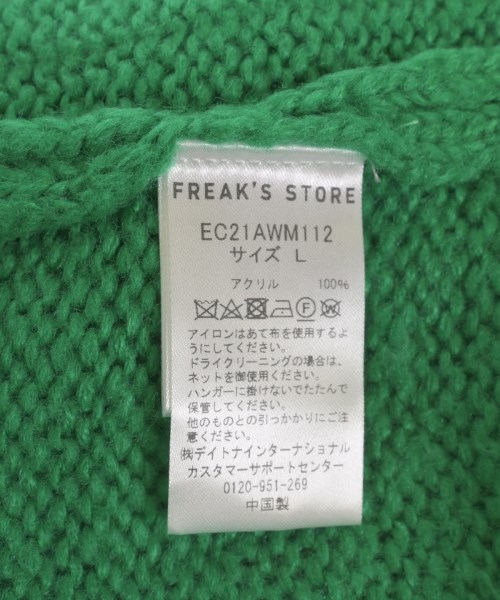 FREAK'S STORE
EC21AWM112
サイズ L
アクリル 100%
アイロンはあて布を使用するよ
うにしてください。
ドライクリーニングの場合は、
ネットを御使用ください。
ハンガーに掛けないでたたんで
保管してください。
他のものとの引っかかりにご注
意ください。
㈱デイトナインターナショナル
カスタマーサポートセンター
0120-951-269
中国製